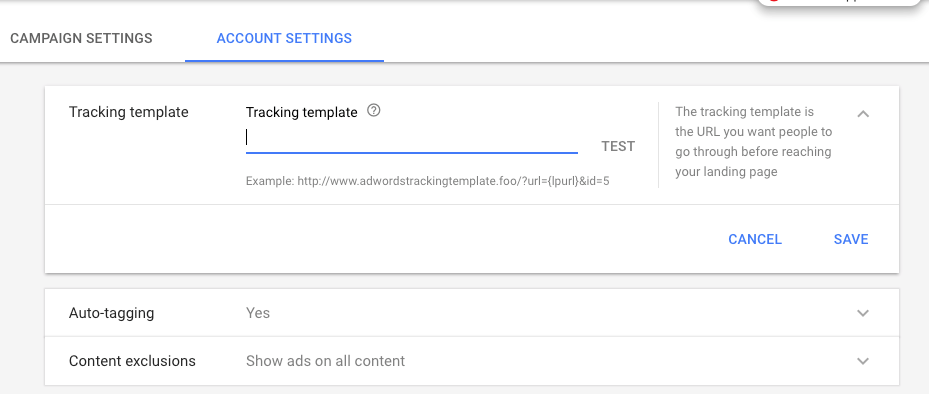 CAMPAIGN SETTINGS
ACCOUNT SETTINGS
Tracking template
Tracking template
TEST
Example: http://www.adwordstrackingtemplate.foo/?url={lpurl}&id=5
The tracking template is
the URL you want people to
go through before reaching
your landing page
CANCEL
SAVE
Auto-tagging
Yes
Content exclusions
Show ads on all content